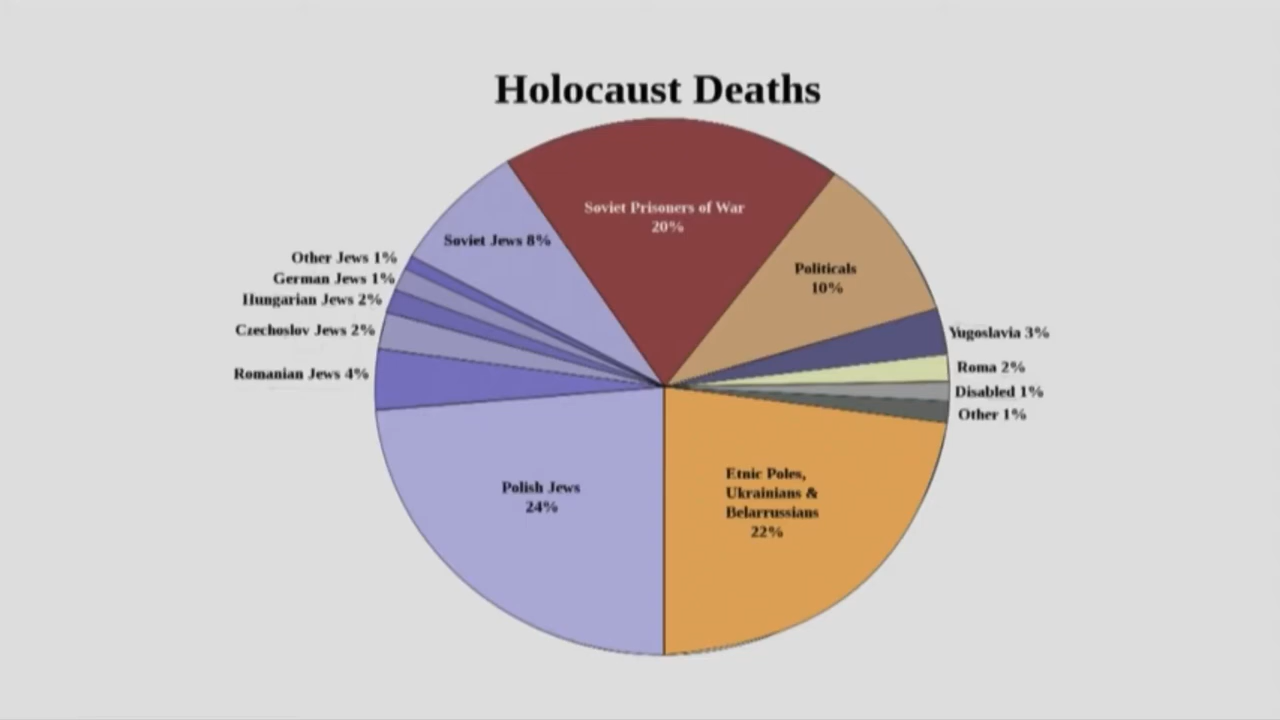 Holocaust Deaths
Soviet Prisoners of War
20%
Soviet Jews 8%
Other Jews 1%
German Jews 1%
Hungarian Jews 2%
Czechoslov Jews 2%
Romanian Jews 4%
Polish Jews
24%
Politicals
10%
Yugoslavia 3%
Roma 2%
Disabled 1%
Other 1%
Etnic Poles,
Ukrainians &
Belarrussians
22%